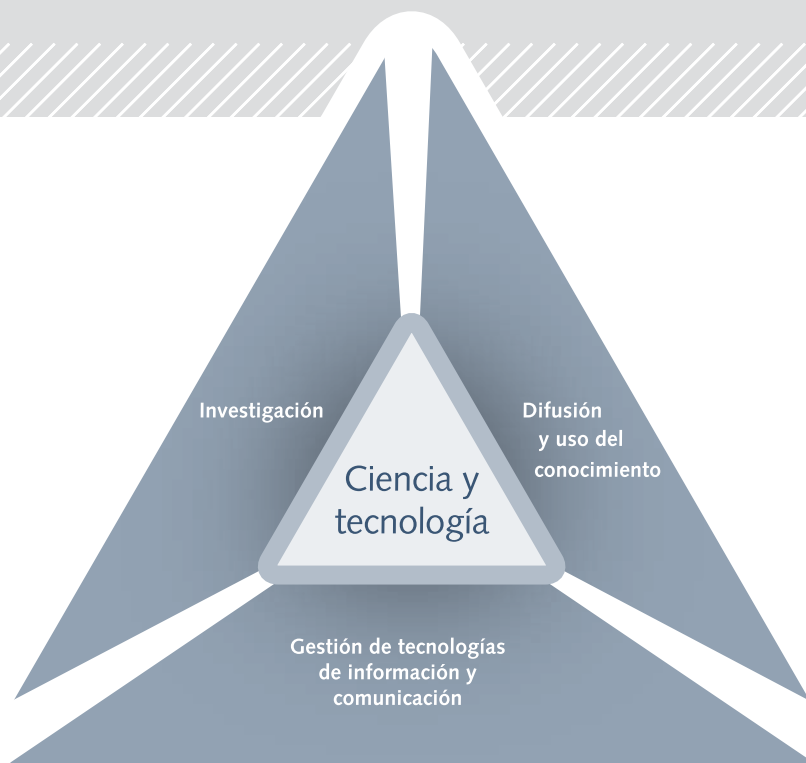 Investigación
Difusión
y uso del
conocimiento
Ciencia y
tecnología
Gestión de tecnologías
de información y
comunicación